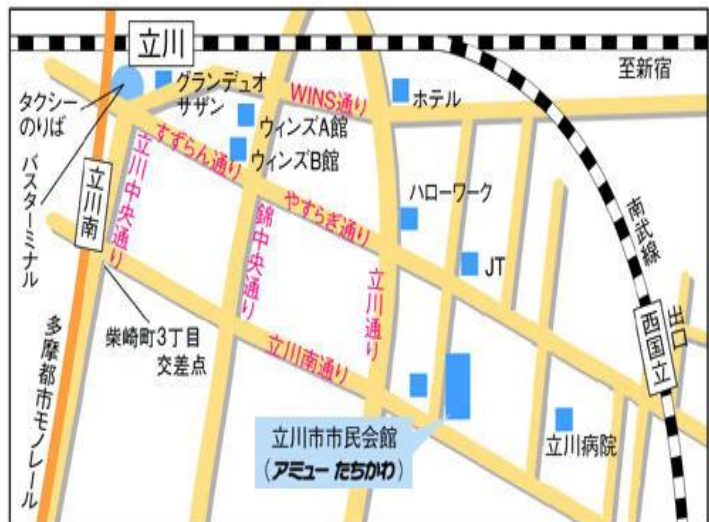 立川
至新宿
グランデュオ
サザン
WINS通り
ホテル
タクシー
のりば
ウィンズA館
すずらん通り
ウィンズB館
バスターミナル
立川南
立川中央通り
錦中央通り
やすらぎ通り
ハローワーク
南武線
立川通り
JT
出口
西国立
柴崎町3丁目
交差点
立川南通り
多摩都市モノレール
立川市市民会館
(アミュー たちかわ)
立川病院